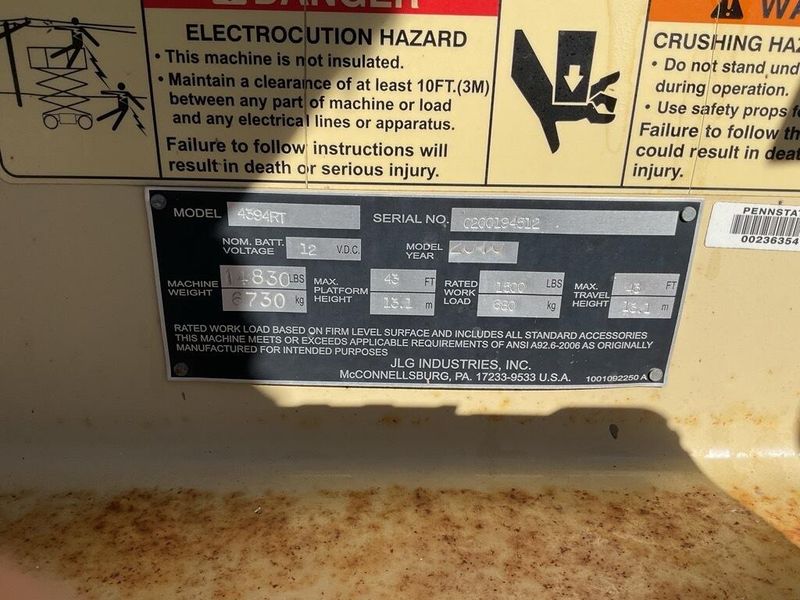 DANGER
ELECTROCUTION HAZARD
• This machine is not insulated.
• Maintain a clearance of at least 10FT.(3M)
between any part of machine or load
and any electrical lines or apparatus.
Failure to follow instructions will
result in death or serious injury.
WA
CRUSHING HAZ
• Do not stand und
during operation.
• Use safety props f
Failure to follow th
could result in deat
injury.
PENNSTAT
00236354
MODEL 4394RT SERIAL NO. 0200194512
NOM. BATT. VOLTAGE 12 V.D.C. MODEL YEAR
MACHINE WEIGHT 14830 LBS 6730 kg
MAX. PLATFORM HEIGHT 43 FT 13.1 m
RATED WORK LOAD 1500 LBS 680 kg
MAX. TRAVEL HEIGHT 43 FT 13.1 m
RATED WORK LOAD BASED ON FIRM LEVEL SURFACE AND INCLUDES ALL STANDARD ACCESSORIES
THIS MACHINE MEETS OR EXCEEDS APPLICABLE REQUIREMENTS OF ANSI A92.6-2006 AS ORIGINALLY
MANUFACTURED FOR INTENDED PURPOSES
JLG INDUSTRIES, INC.
McCONNELLSBURG, PA. 17233-9533 U.S.A. 1001092250 A